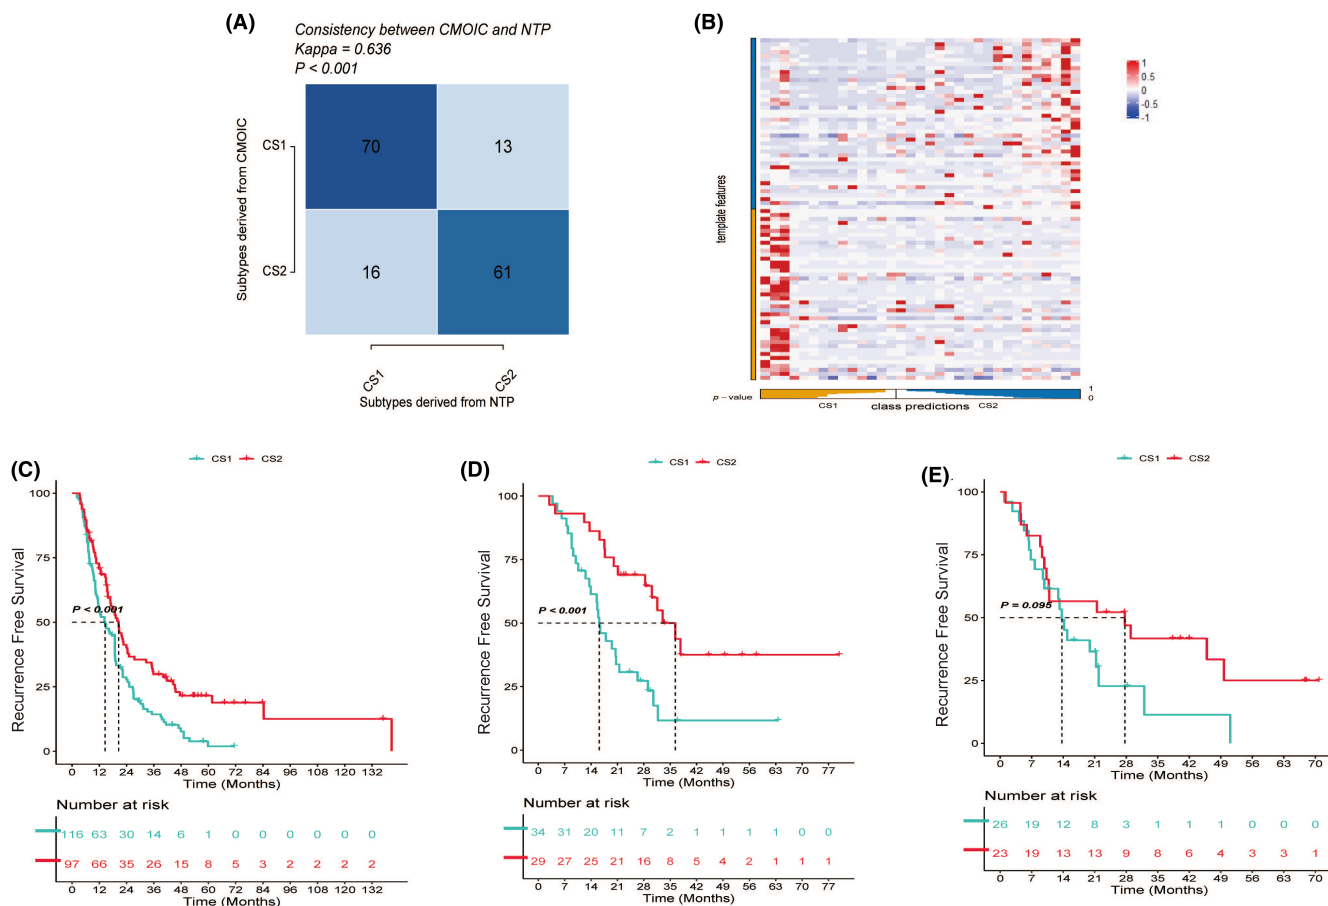 (A)
Consistency between CMOIC and NTP
Kappa = 0.636
P < 0.001
Subtypes derived from CMOIC
CS1
CS2
70
13
16
61
CS1
CS2
Subtypes derived from NTP
(B)
template features
1
0.5
0
-0.5
-1
p – value
CS1
class predictions
CS2
1
0
(C)
CS1 CS2
Recurrence Free Survival
100
75
50
25
0
P < 0.001
0 12 24 36 48 60 72 84 96 108 120 132
Time (Months)
Number at risk
116 63 30 14 6 1 0 0 0 0 0 0
97 66 35 26 15 8 5 3 2 2 2 2
0 12 24 36 48 60 72 84 96 108 120 132
Time (Months)
(D)
CS1 CS2
Recurrence Free Survival
100
75
50
25
0
P < 0.001
0 7 14 21 28 35 42 49 56 63 70 77
Time (Months)
Number at risk
34 31 20 11 7 2 1 1 1 1 0 0
29 27 25 21 16 8 5 4 2 1 1 1
0 7 14 21 28 35 42 49 56 63 70 77
Time (Months)
(E)
CS1 CS2
Recurrence Free Survival
100
75
50
25
0
P = 0.095
0 7 14 21 28 35 42 49 56 63 70
Time (Months)
Number at risk
26 19 12 8 3 1 1 1 0 0 0
23 19 13 13 9 8 6 4 3 3 1
0 7 14 21 28 35 42 49 56 63 70
Time (Months)